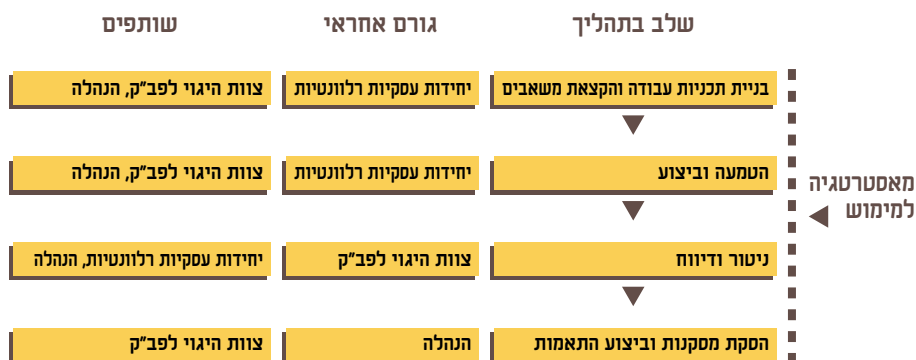 שלב בתהליך
גורם אחראי
שותפים
בניית תכניות עבודה והקצאת משאבים
יחידות עסקיות רלוונטיות
צוות היגוי לפב"ק, הנהלה
הטמעה וביצוע
יחידות עסקיות רלוונטיות
צוות היגוי לפב"ק, הנהלה
מאסטרטגיה
למימוש
ניטור ודיווח
צוות היגוי לפב"ק
יחידות עסקיות רלוונטיות, הנהלה
הסקת מסקנות וביצוע התאמות
הנהלה
צוות היגוי לפב"ק